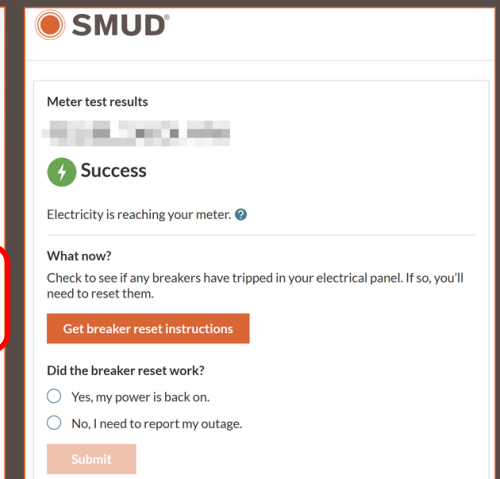 SMUD®
Meter test results
Success
Electricity is reaching your meter. ?
What now?
Check to see if any breakers have tripped in your electrical panel. If so, you'll
need to reset them.
Get breaker reset instructions
Did the breaker reset work?
Yes, my power is back on.
No, I need to report my outage.
Submit